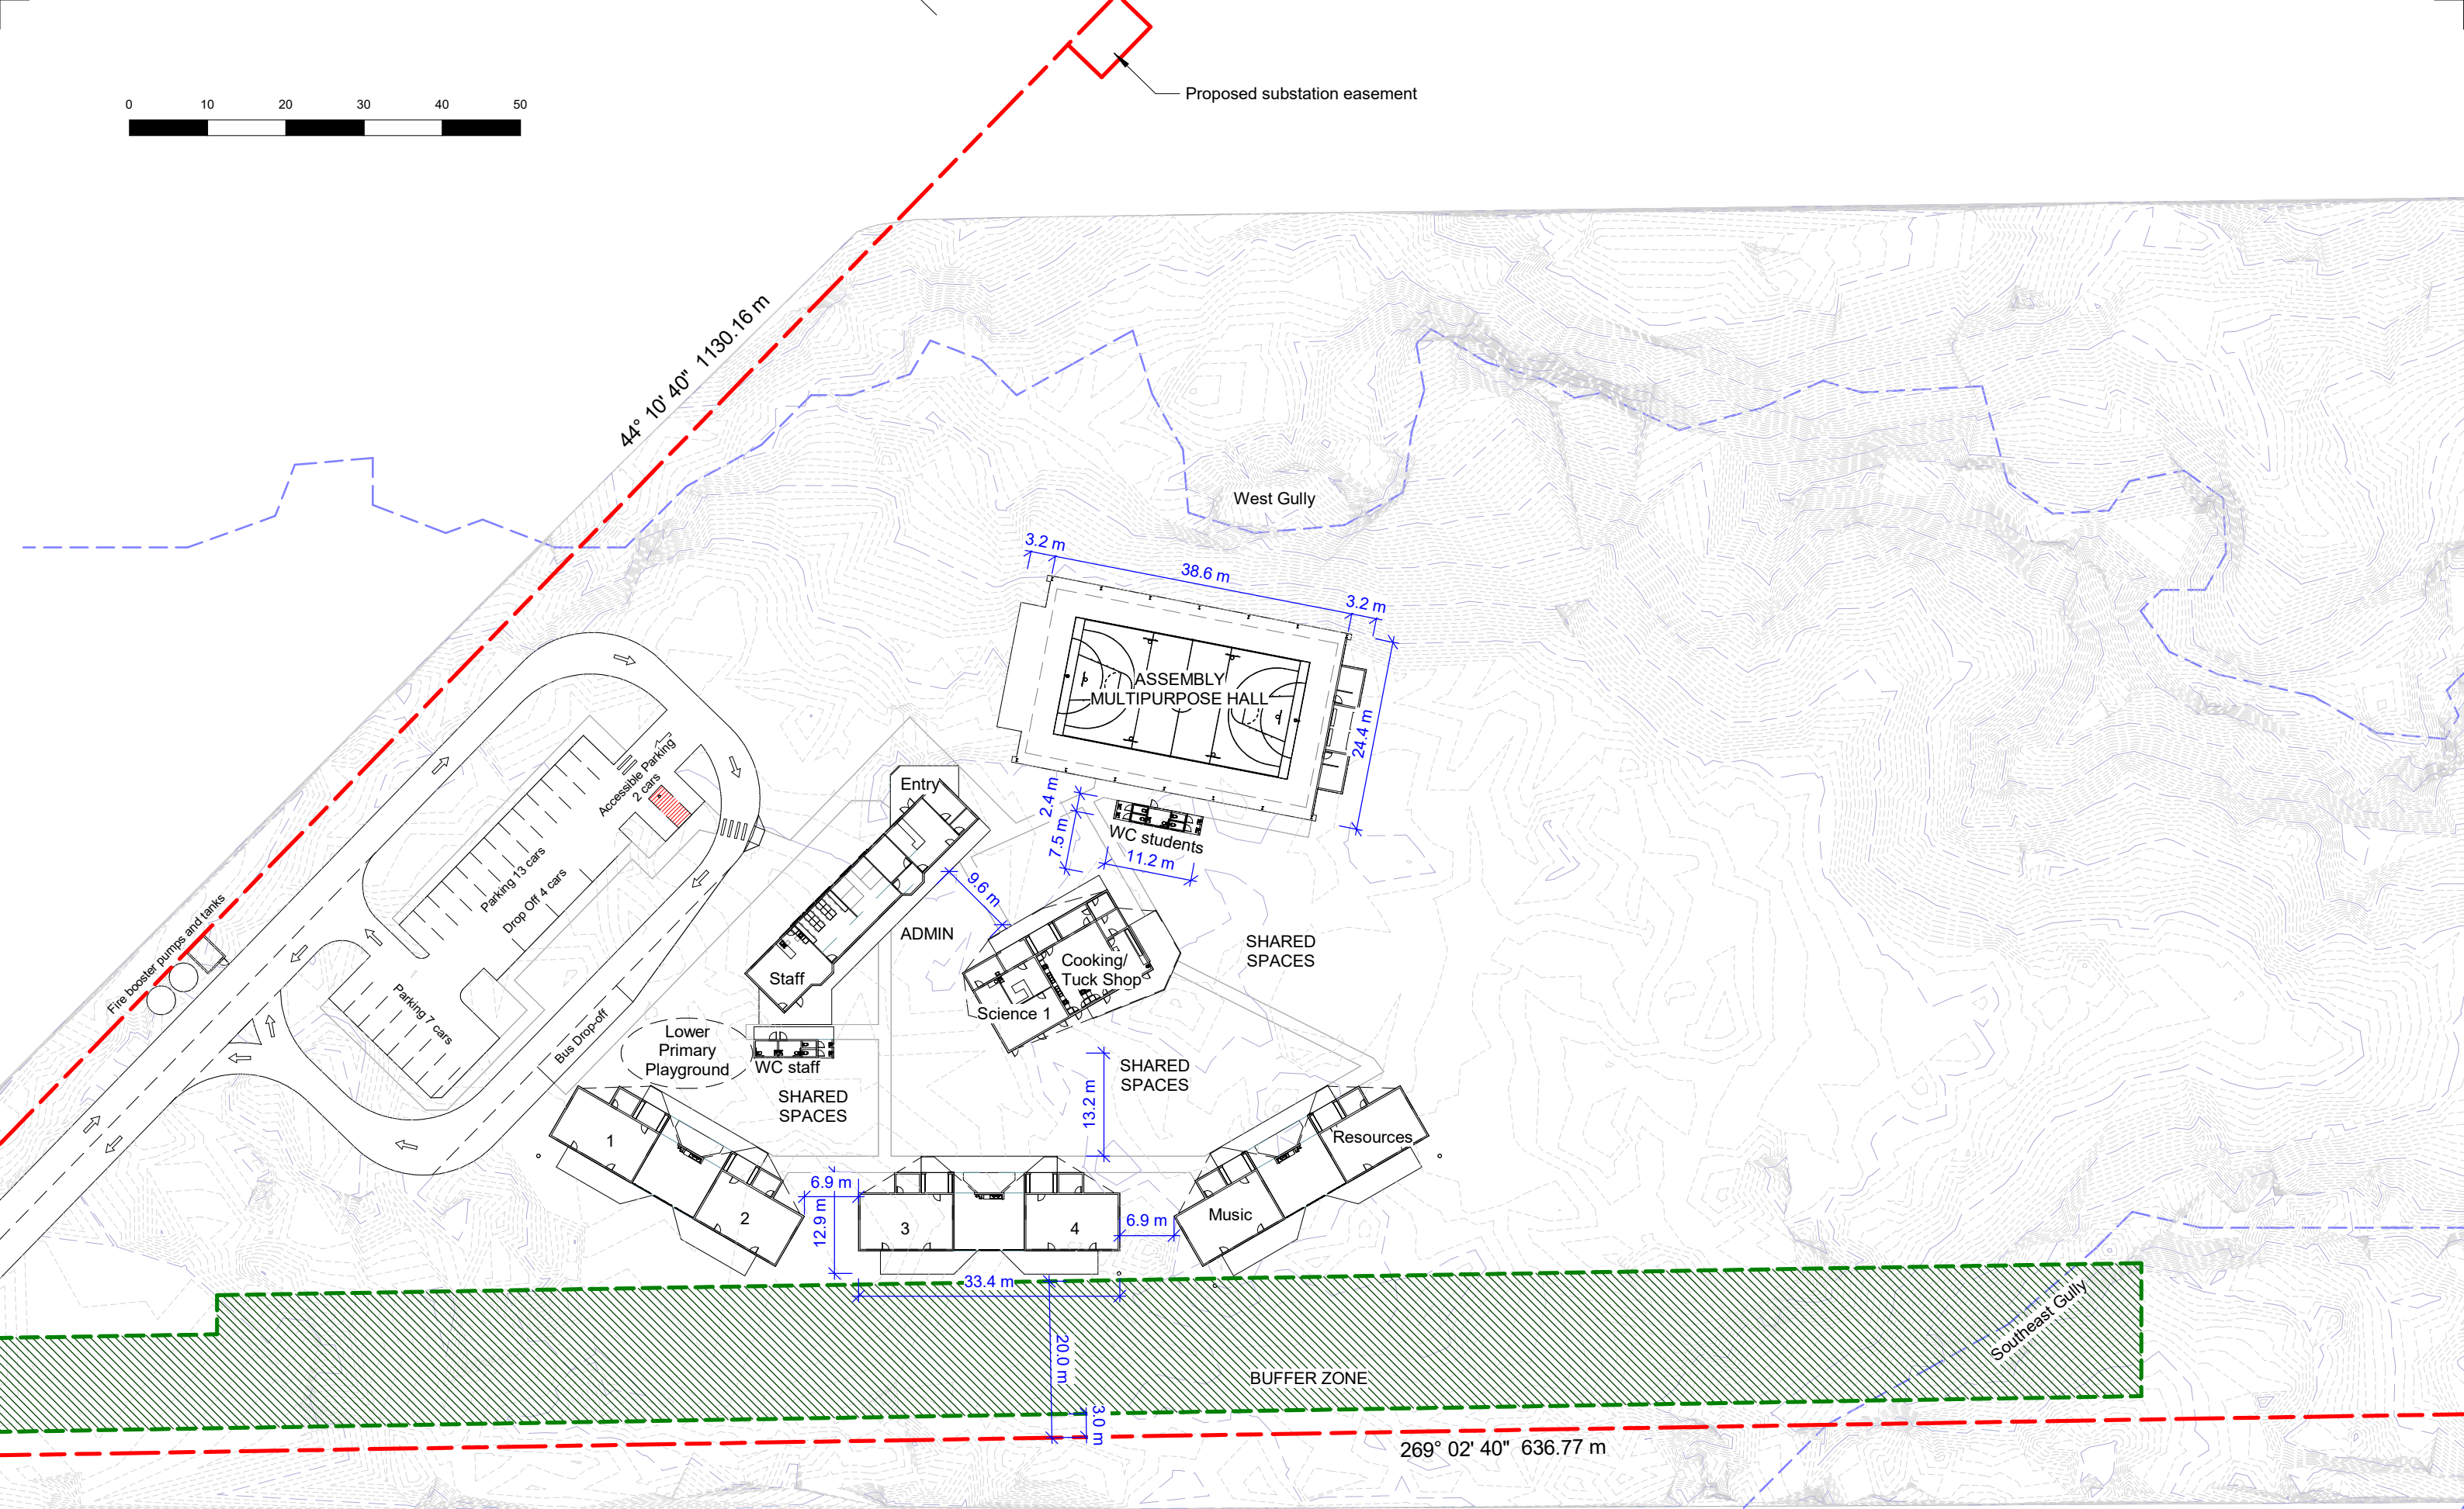 0 10 20 30 40 50
Proposed substation easement
44° 10' 40" 1130.16 m
West Gully
3.2 m
38.6 m
3.2 m
24.4 m
ASSEMBLY
MULTIPURPOSE HALL
2.4 m
7.5 m
WC students
11.2 m
Entry
9.6 m
ADMIN
Staff
Cooking/
Tuck Shop
Science 1
SHARED
SPACES
Accessible Parking
2 cars
Parking 13 cars
Drop Off 4 cars
Fire booster pumps and tanks
Parking 7 cars
Bus Drop-off
Lower
Primary
Playground
WC staff
SHARED
SPACES
SHARED
SPACES
13.2 m
1
2
6.9 m
12.9 m
3
4
6.9 m
Music
Resources
33.4 m
20.0 m
3.0 m
BUFFER ZONE
Southeast Gully
269° 02' 40" 636.77 m